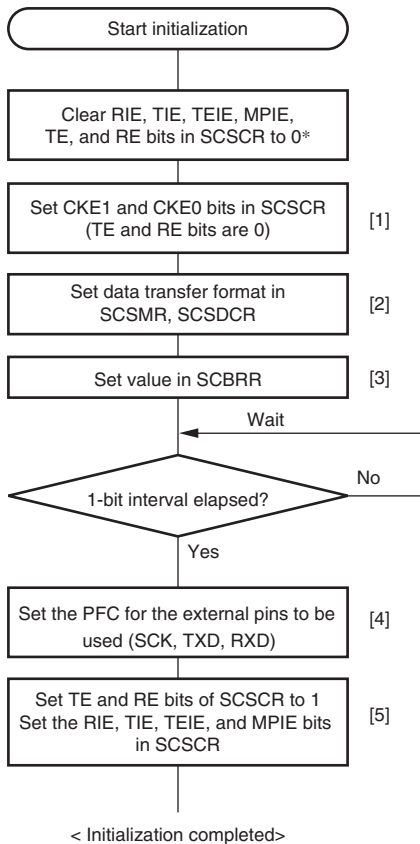 Start initialization
Clear RIE, TIE, TEIE, MPIE,
TE, and RE bits in SCSCR to 0*
Set CKE1 and CKE0 bits in SCSCR
(TE and RE bits are 0)
[1]
Set data transfer format in
SCSMR, SCSDCR
[2]
Set value in SCBRR
[3]
Wait
1-bit interval elapsed?
No
Yes
Set the PFC for the external pins to be
used (SCK, TXD, RXD)
[4]
Set TE and RE bits of SCSCR to 1
Set the RIE, TIE, TEIE, and MPIE bits
in SCSCR
[5]
< Initialization completed>